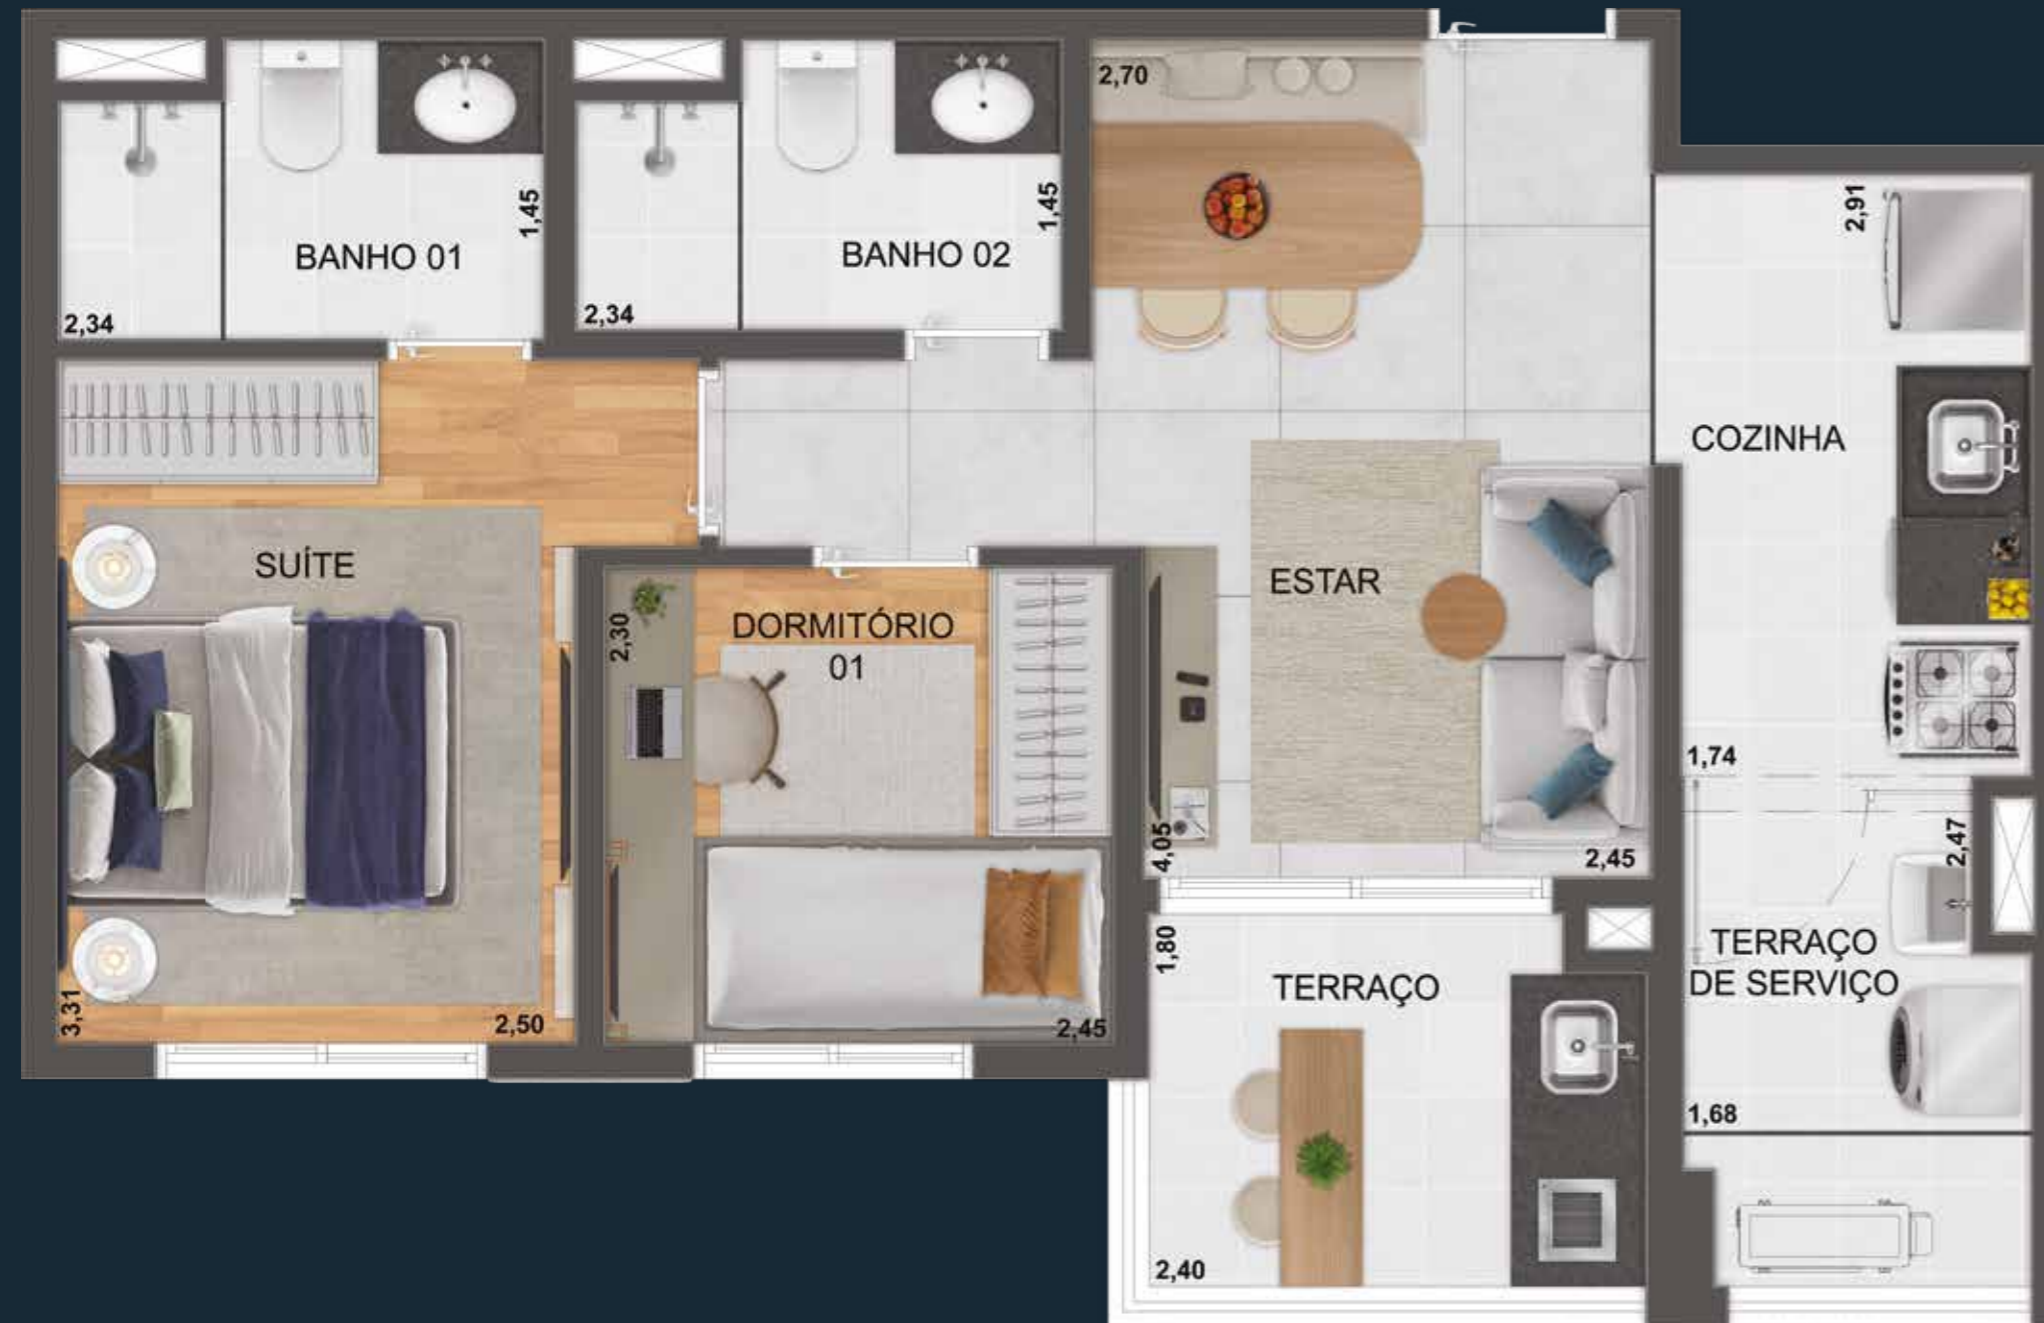 2,70
1,45
1,45
2,91
BANHO 01
BANHO 02
2,34
2,34
COZINHA
SUÍTE
ESTAR
2,30
DORMITÓRIO
01
1,74
4,05
2,45
2,47
1,80
TERRAÇO
TERRAÇO
DE SERVIÇO
3,31
2,50
2,45
1,68
2,40